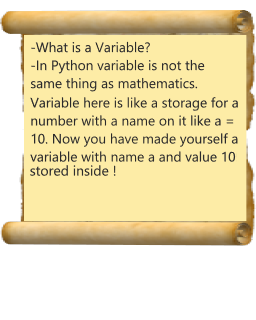 -What is a Variable?
-In Python variable is not the
same thing as mathematics.
Variable here is like a storage for a
number with a name on it like a =
10. Now you have made yourself a
variable with name a and value 10
stored inside !